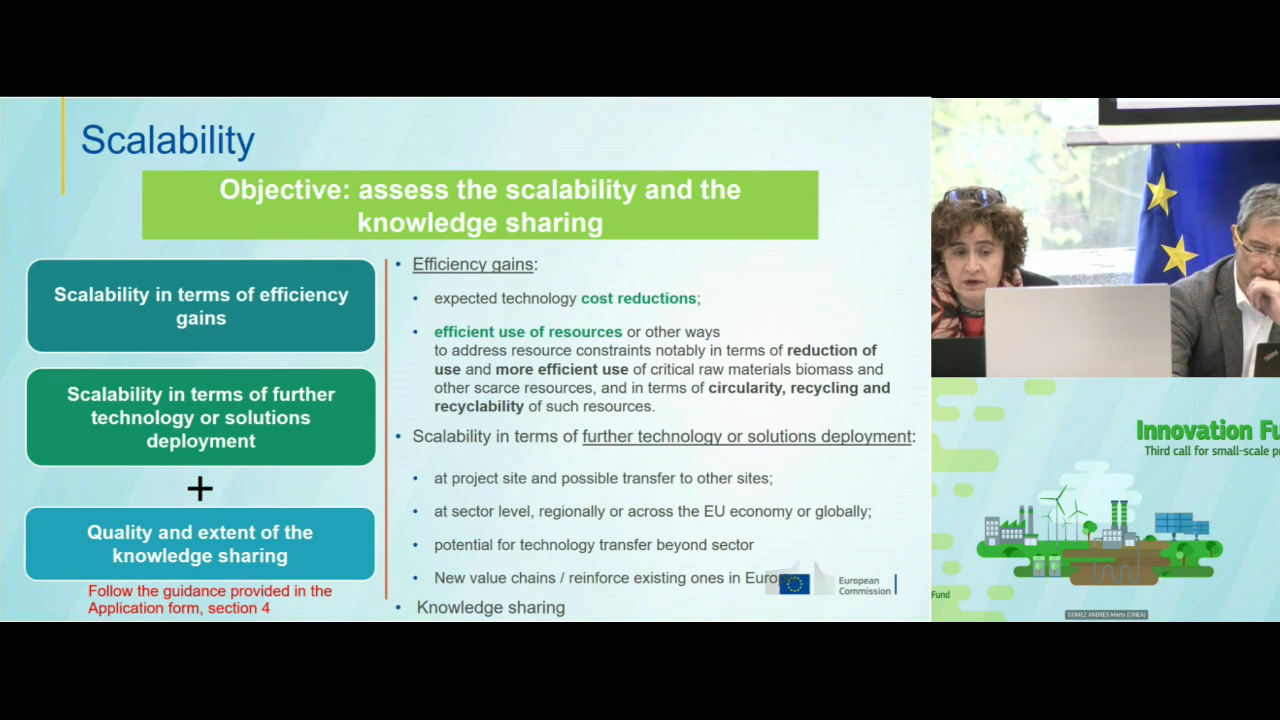 Scalability
Objective: assess the scalability and the
knowledge sharing
Scalability in terms of efficiency
gains
Scalability in terms of further
technology or solutions
deployment
+
Quality and extent of the
knowledge sharing
Follow the guidance provided in the
Application form, section 4
• Efficiency gains:
• expected technology cost reductions;
• efficient use of resources or other ways
to address resource constraints notably in terms of reduction of
use and more efficient use of critical raw materials biomass and
other scarce resources, and in terms of circularity, recycling and
recyclability of such resources.
• Scalability in terms of further technology or solutions deployment:
• at project site and possible transfer to other sites;
• at sector level, regionally or across the EU economy or globally;
• potential for technology transfer beyond sector
• New value chains / reinforce existing ones in Euro
• Knowledge sharing
European
Commission
Innovation Fu
Third call for small-scale pr
Fund
GOMEZ ANDRES Marta (CINEA)